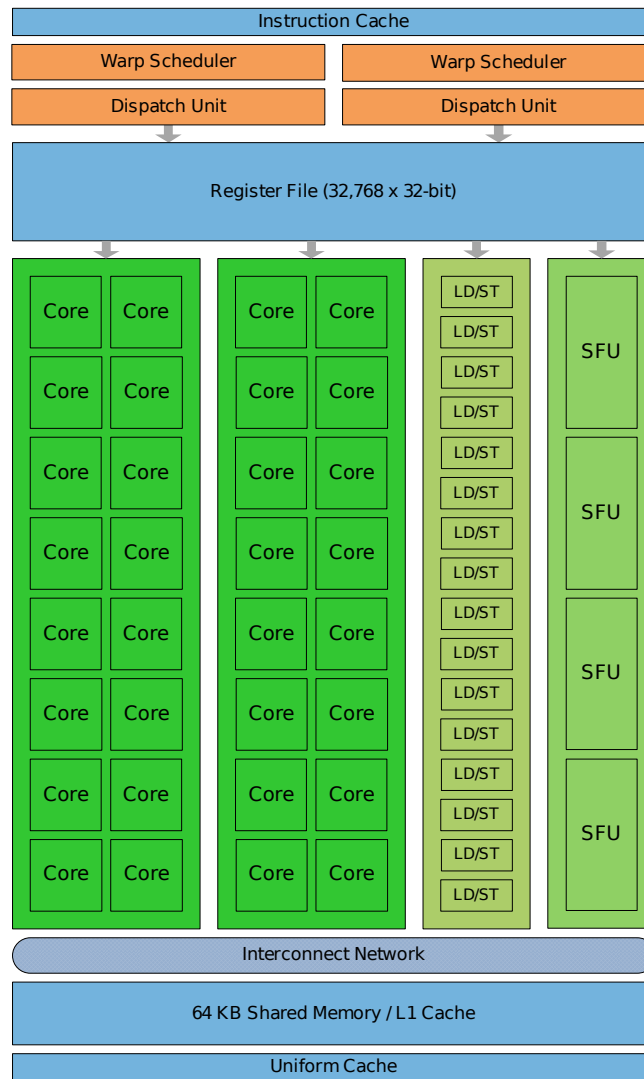 Instruction Cache
Warp Scheduler
Warp Scheduler
Dispatch Unit
Dispatch Unit
Register File (32,768 x 32-bit)
Core Core Core Core LD/ST SFU
LD/ST
Core Core Core Core LD/ST
LD/ST
Core Core Core Core LD/ST SFU
LD/ST
Core Core Core Core LD/ST
LD/ST
Core Core Core Core LD/ST SFU
LD/ST
Core Core Core Core LD/ST
LD/ST
Core Core Core Core LD/ST SFU
LD/ST
Core Core Core Core LD/ST
LD/ST
Interconnect Network
64 KB Shared Memory / L1 Cache
Uniform Cache